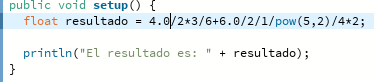 public void setup() {
float resultado = 4.0/2*3/6+6.0/2/1/pow(5,2)/4*2;
println("El resultado es: " + resultado);
}